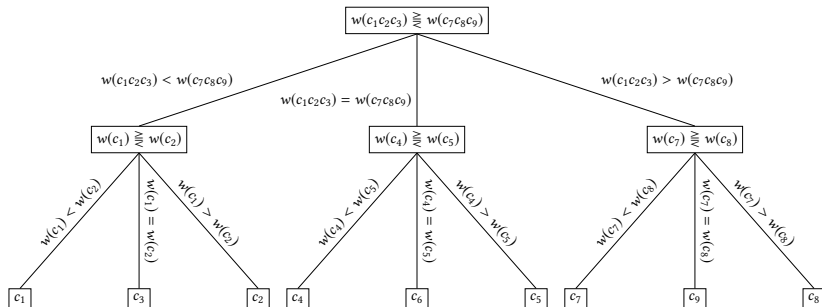 w(c₁c₂c₃) ⪋ w(c₇c₈c₉)
w(c₁c₂c₃) < w(c₇c₈c₉)
w(c₁c₂c₃) = w(c₇c₈c₉)
w(c₁c₂c₃) > w(c₇c₈c₉)
w(c₁) ⪋ w(c₂)
w(c₄) ⪋ w(c₅)
w(c₇) ⪋ w(c₈)
w(c₁) < w(c₂)
w(c₁) = w(c₂)
w(c₁) > w(c₂)
w(c₄) < w(c₅)
w(c₄) = w(c₅)
w(c₄) > w(c₅)
w(c₇) < w(c₈)
w(c₇) = w(c₈)
w(c₇) > w(c₈)
c₁
c₃
c₂
c₄
c₆
c₅
c₇
c₉
c₈